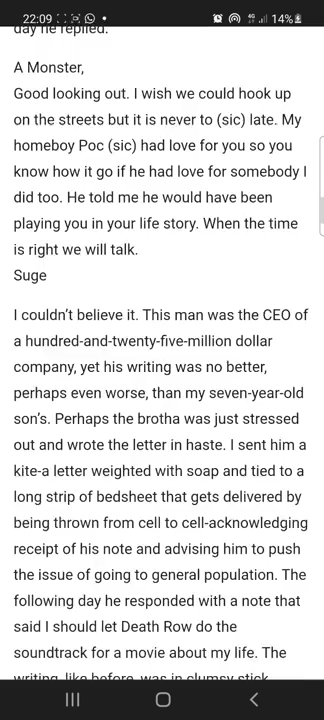 22:09
4G
14%
day he replied.
A Monster,
Good looking out. I wish we could hook up
on the streets but it is never to (sic) late. My
homeboy Poc (sic) had love for you so you
know how it go if he had love for somebody I
did too. He told me he would have been
playing you in your life story. When the time
is right we will talk.
Suge
I couldn’t believe it. This man was the CEO of
a hundred-and-twenty-five-million dollar
company, yet his writing was no better,
perhaps even worse, than my seven-year-old
son’s. Perhaps the brotha was just stressed
out and wrote the letter in haste. I sent him a
kite-a letter weighted with soap and tied to a
long strip of bedsheet that gets delivered by
being thrown from cell to cell-acknowledging
receipt of his note and advising him to push
the issue of going to general population. The
following day he responded with a note that
said I should let Death Row do the
soundtrack for a movie about my life. The
writing, like before, was in clumsy stick